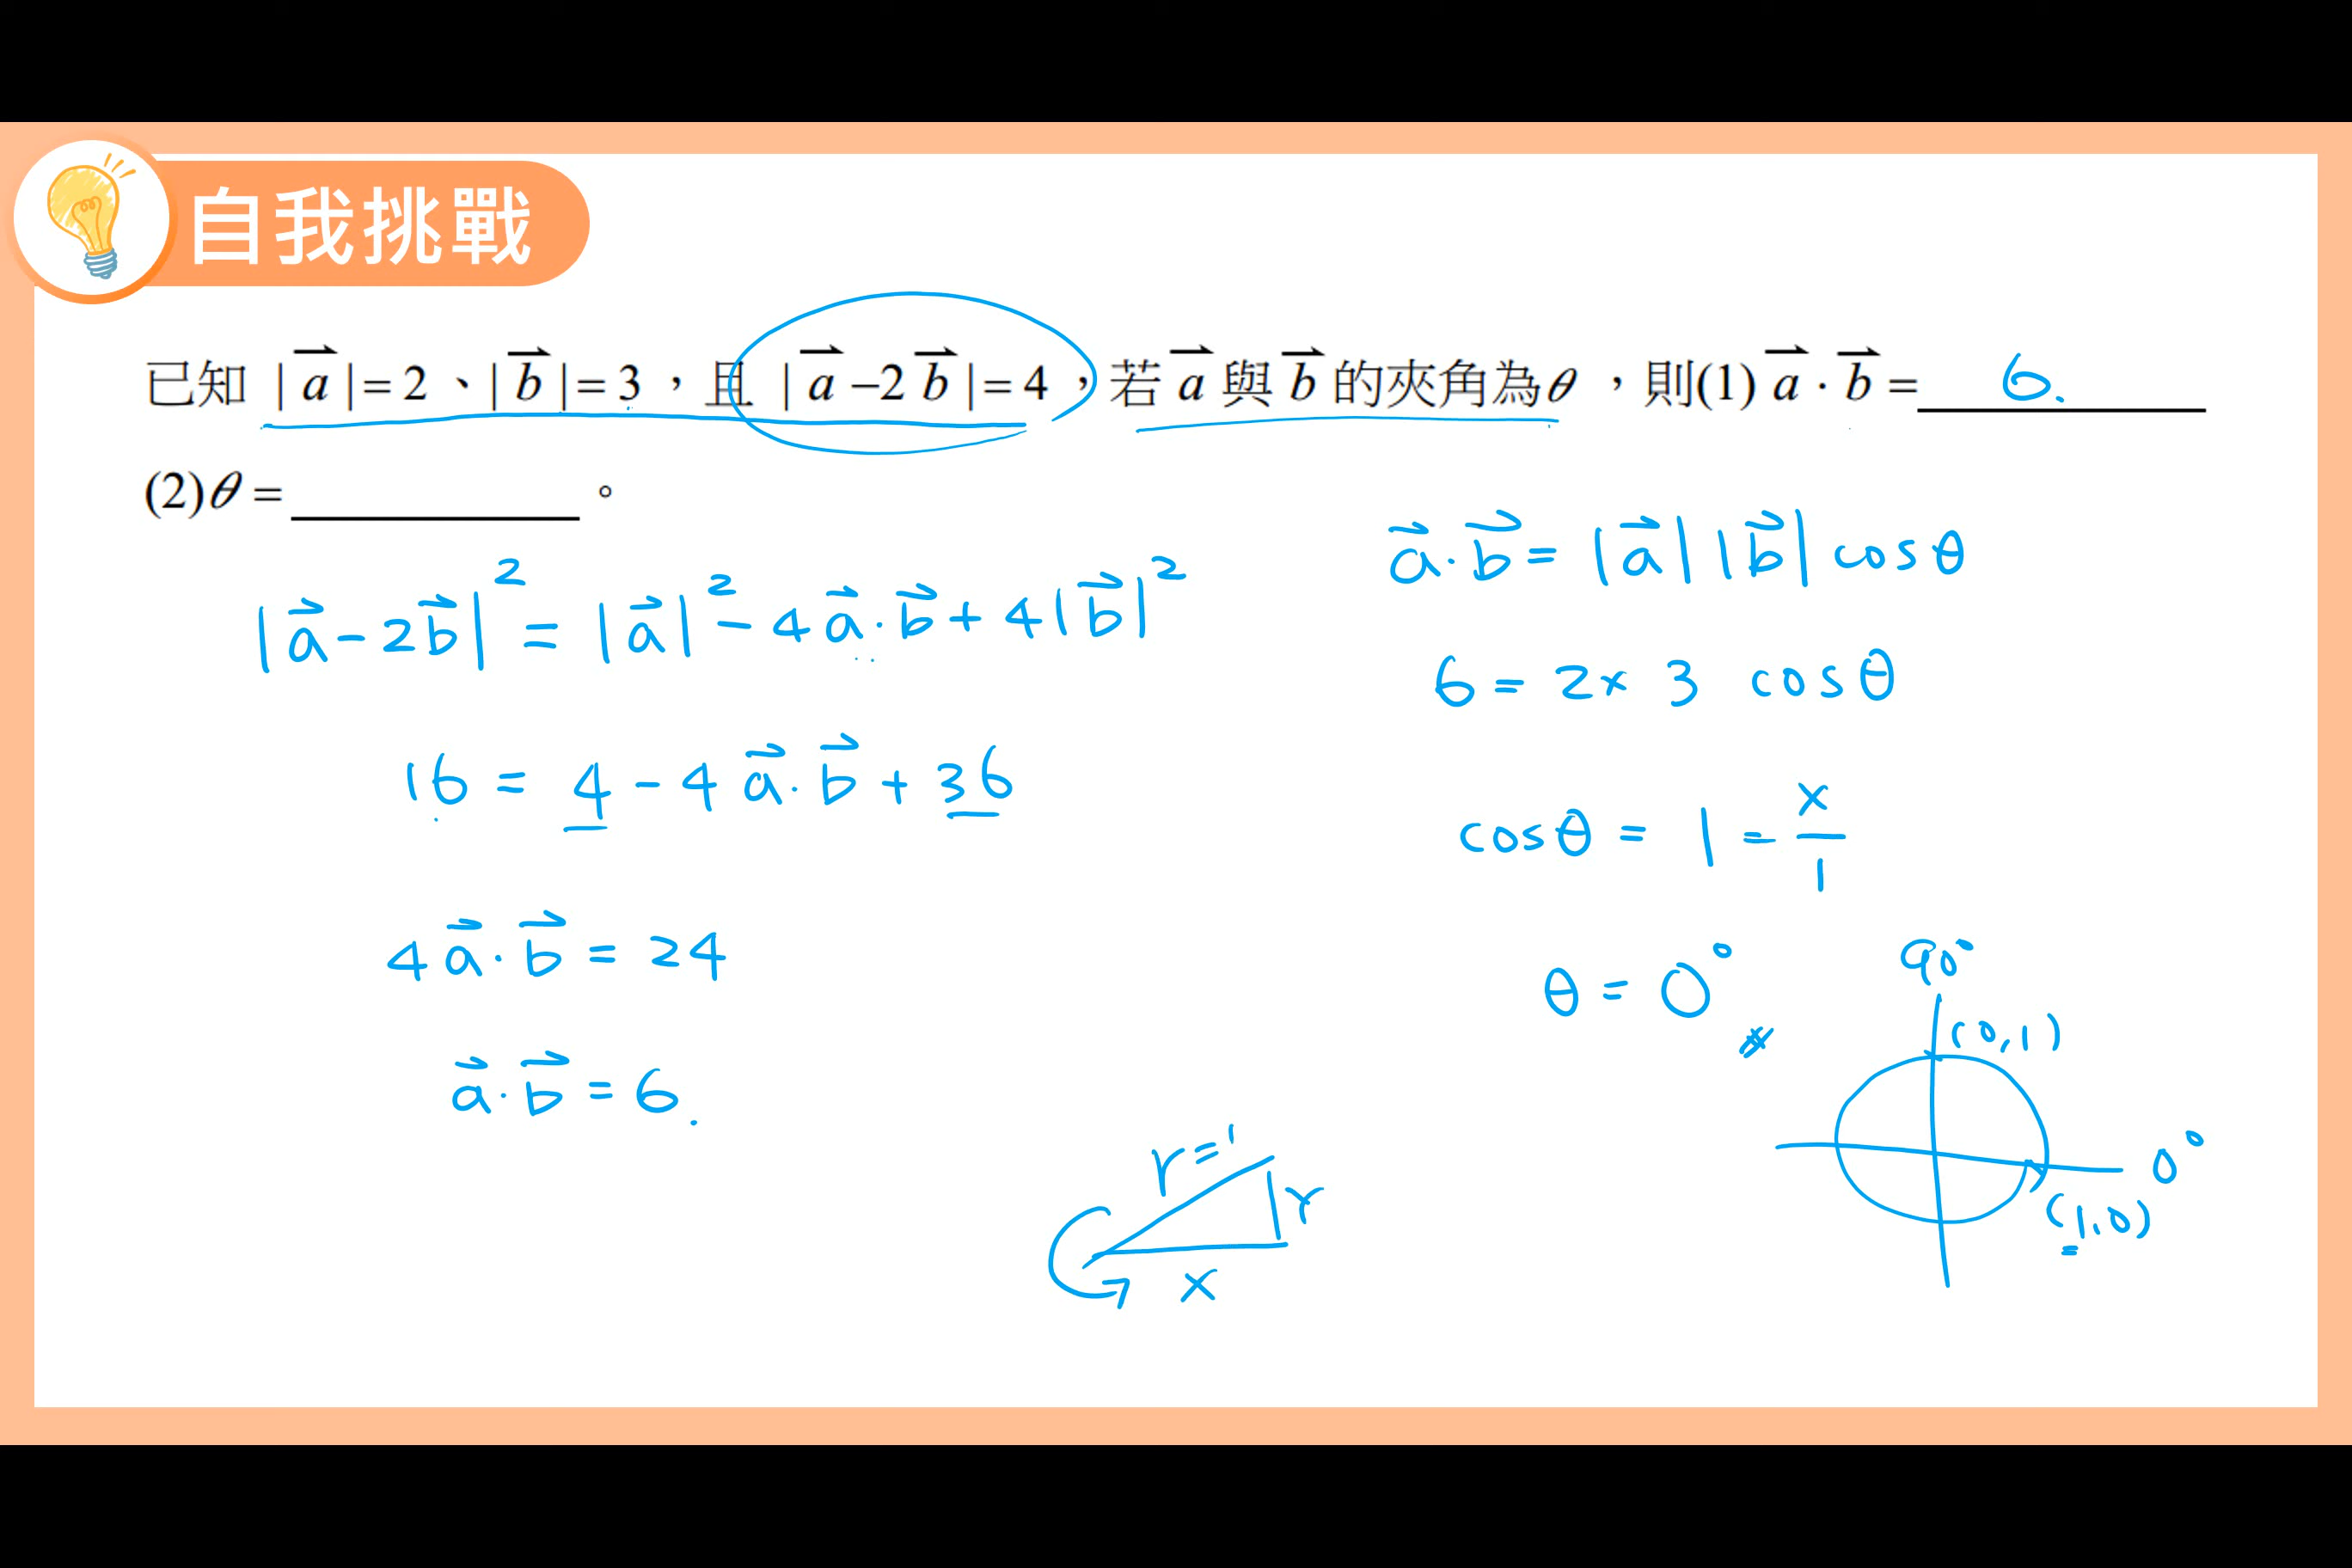 自我挑戰
已知 |a⃗|=2、|b⃗|=3,且 |a⃗−2b⃗|=4,若 a⃗ 與 b⃗ 的夾角為θ,則(1) a⃗·b⃗=6.
(2)θ=__________。
|a⃗-2b⃗|² = |a⃗|²-4a⃗·b⃗+4|b⃗|²
16 = 4 - 4a⃗·b⃗ + 36
4a⃗·b⃗ = 24
a⃗·b⃗ = 6.
a⃗·b⃗ = |a⃗||b⃗| cosθ
6 = 2 × 3 cosθ
cosθ = 1 = x/1
θ = 0°
90°
(0,1)
0°
(1,0)
r=1
Y
x